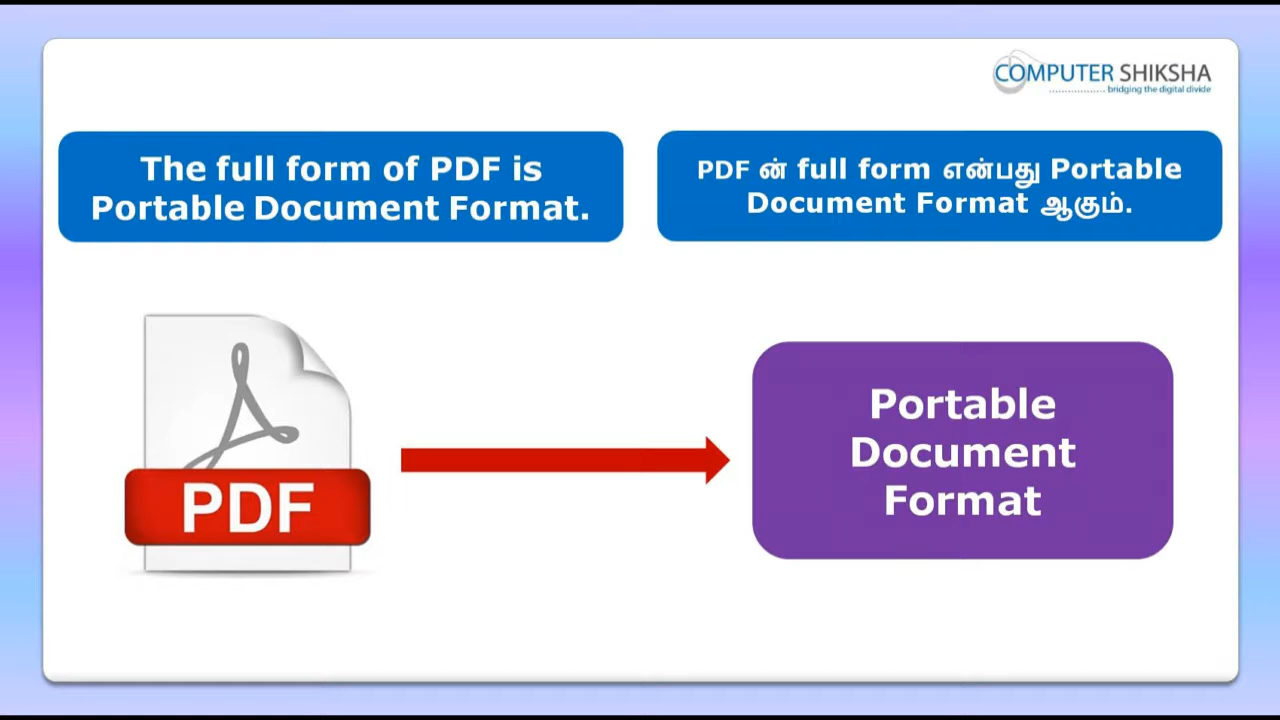 COMPUTER SHIKSHA
bridging the digital divide
The full form of PDF is
Portable Document Format.
PDF ன் full form என்பது Portable
Document Format ஆகும்.
PDF
Portable
Document
Format